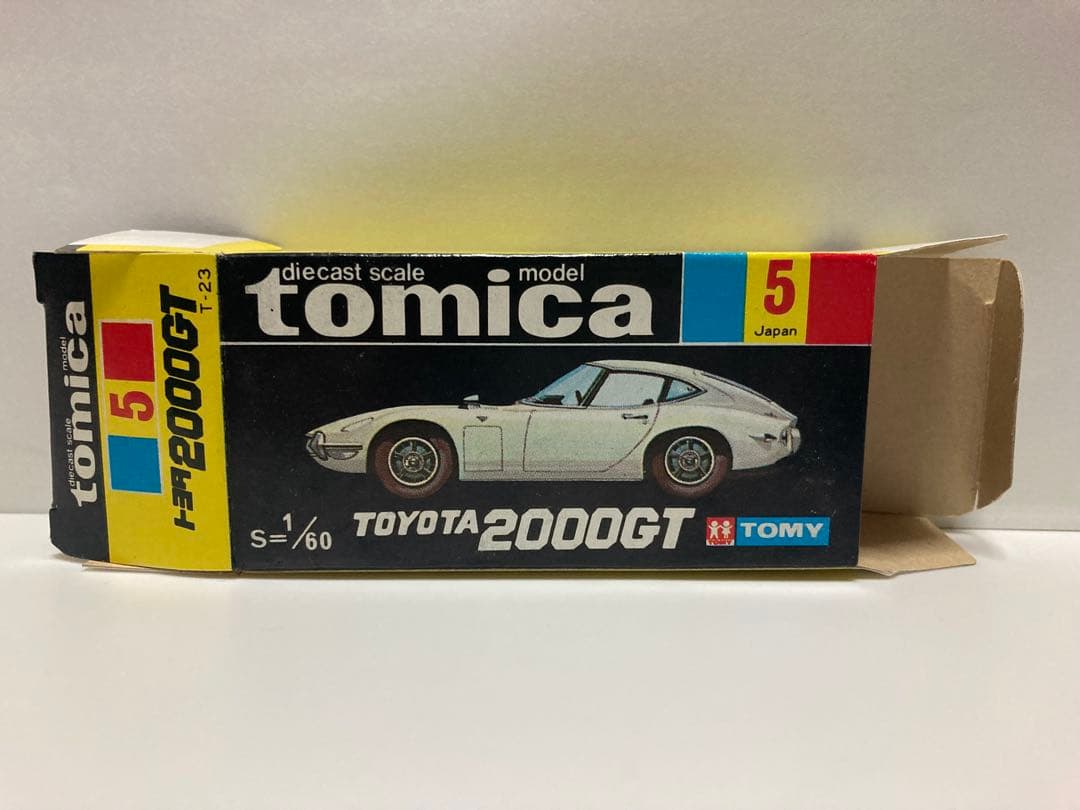 diecast scale model
tomica
5
トヨタ2000GT
T-23
diecast scale model
tomica
5
Japan
S=1/60
TOYOTA 2000GT
TOMY
TOMY